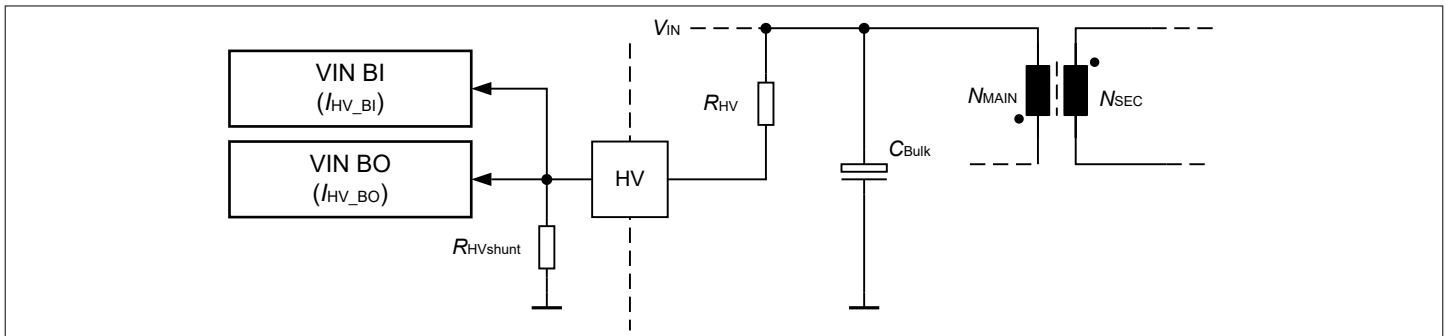 VIN
VIN BI
(IHV_BI)
RHV
NMAIN
NSEC
VIN BO
(IHV_BO)
HV
CBulk
RHVshunt